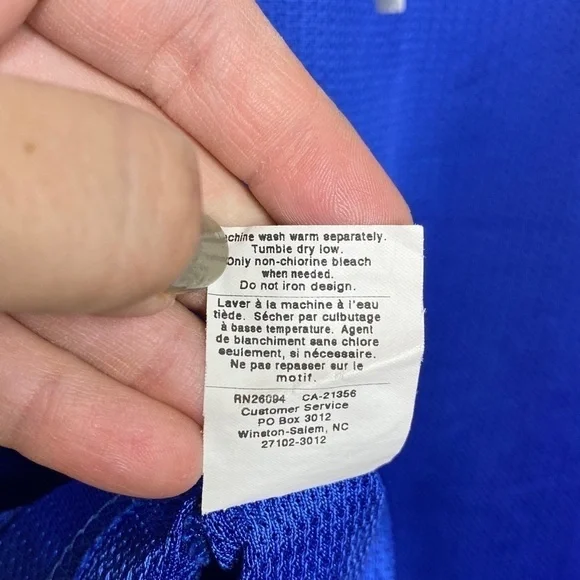 achine wash warm separately.
Tumble dry low.
Only non-chlorine bleach
when needed.
Do not iron design.
Laver à la machine à l'eau
tiède. Sécher par culbutage
à basse température. Agent
de blanchiment sans chlore
seulement, si nécessaire.
Ne pas repasser sur le
motif.
RN26094 CA-21356
Customer Service
PO Box 3012
Winston-Salem, NC
27102-3012